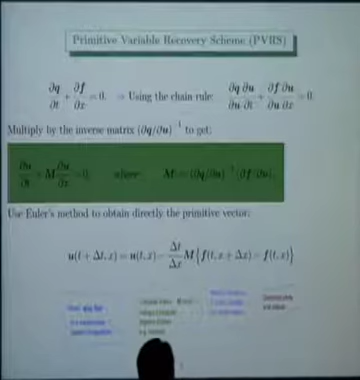 Primitive Variable Recovery Scheme (PVRS)
∂q/∂t + ∂f/∂x = 0. ⇒ Using the chain rule: ∂q/∂u ∂u/∂t + ∂f/∂u ∂u/∂x = 0
Multiply by the inverse matrix (∂q/∂u)⁻¹ to get:
∂u/∂t + M ∂u/∂x = 0, where M = (∂q/∂u)⁻¹(∂f/∂u).
Use Euler's method to obtain directly the primitive vector:
u(t + Δt, x) = u(t, x) − Δt/Δx M {f(t, x + Δx) − f(t, x)}